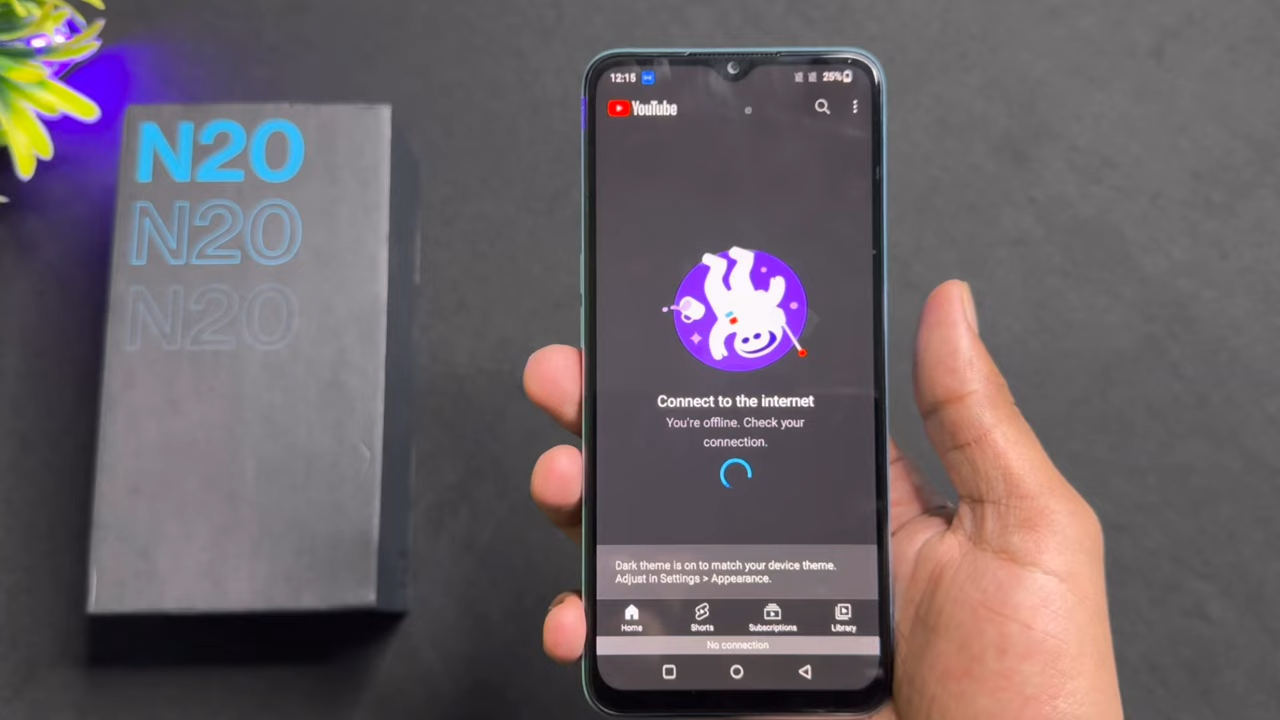 N20
N20
N20
12:15
25%
YouTube
Connect to the internet
You're offline. Check your
connection.
Dark theme is on to match your device theme.
Adjust in Settings > Appearance.
Home
Shorts
Subscriptions
Library
No connection